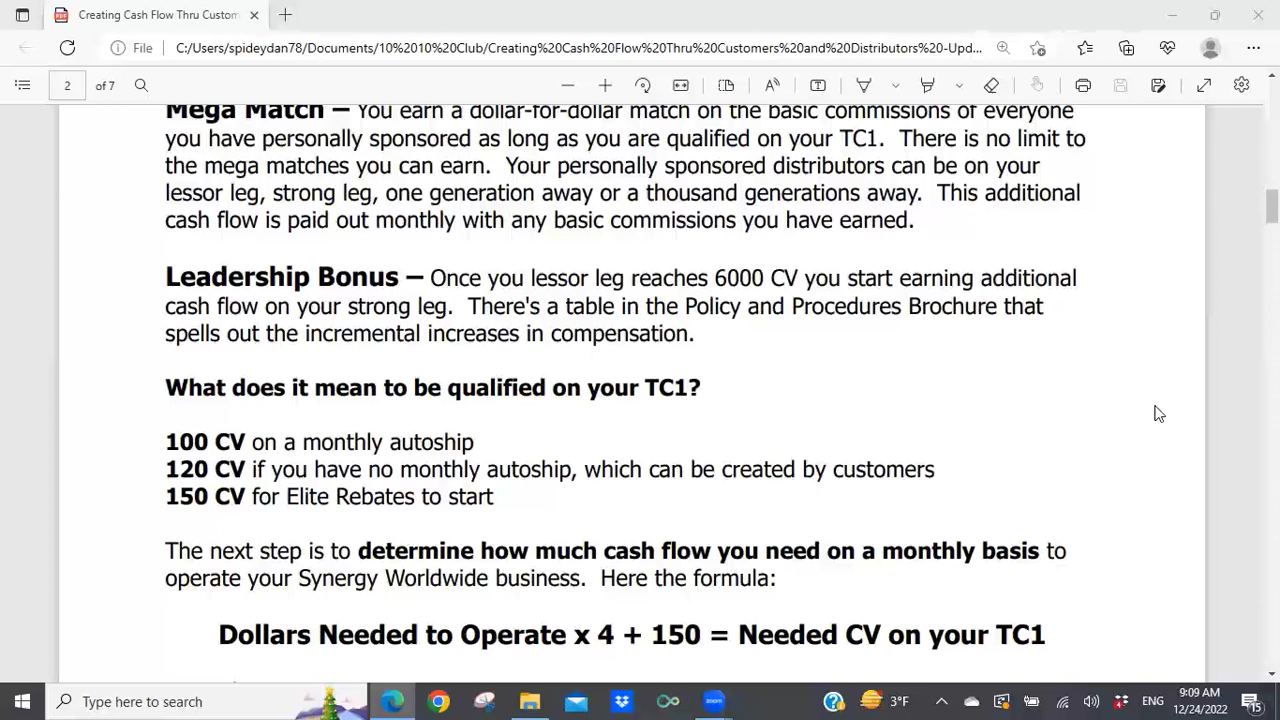 Creating Cash Flow Thru Custom
File
C:/Users/spideydan78/Documents/10%2010%20Club/Creating%20Cash%20Flow%20Thru%20Customers%20and%20Distributors%20-Upd...
2 of 7
Mega Match – You earn a dollar-for-dollar match on the basic commissions of everyone
you have personally sponsored as long as you are qualified on your TC1. There is no limit to
the mega matches you can earn. Your personally sponsored distributors can be on your
lessor leg, strong leg, one generation away or a thousand generations away. This additional
cash flow is paid out monthly with any basic commissions you have earned.
Leadership Bonus – Once you lessor leg reaches 6000 CV you start earning additional
cash flow on your strong leg. There's a table in the Policy and Procedures Brochure that
spells out the incremental increases in compensation.
What does it mean to be qualified on your TC1?
100 CV on a monthly autoship
120 CV if you have no monthly autoship, which can be created by customers
150 CV for Elite Rebates to start
The next step is to determine how much cash flow you need on a monthly basis to
operate your Synergy Worldwide business. Here the formula:
Dollars Needed to Operate x 4 + 150 = Needed CV on your TC1
Type here to search
zoom
3°F
ENG
9:09 AM
12/24/2022
15